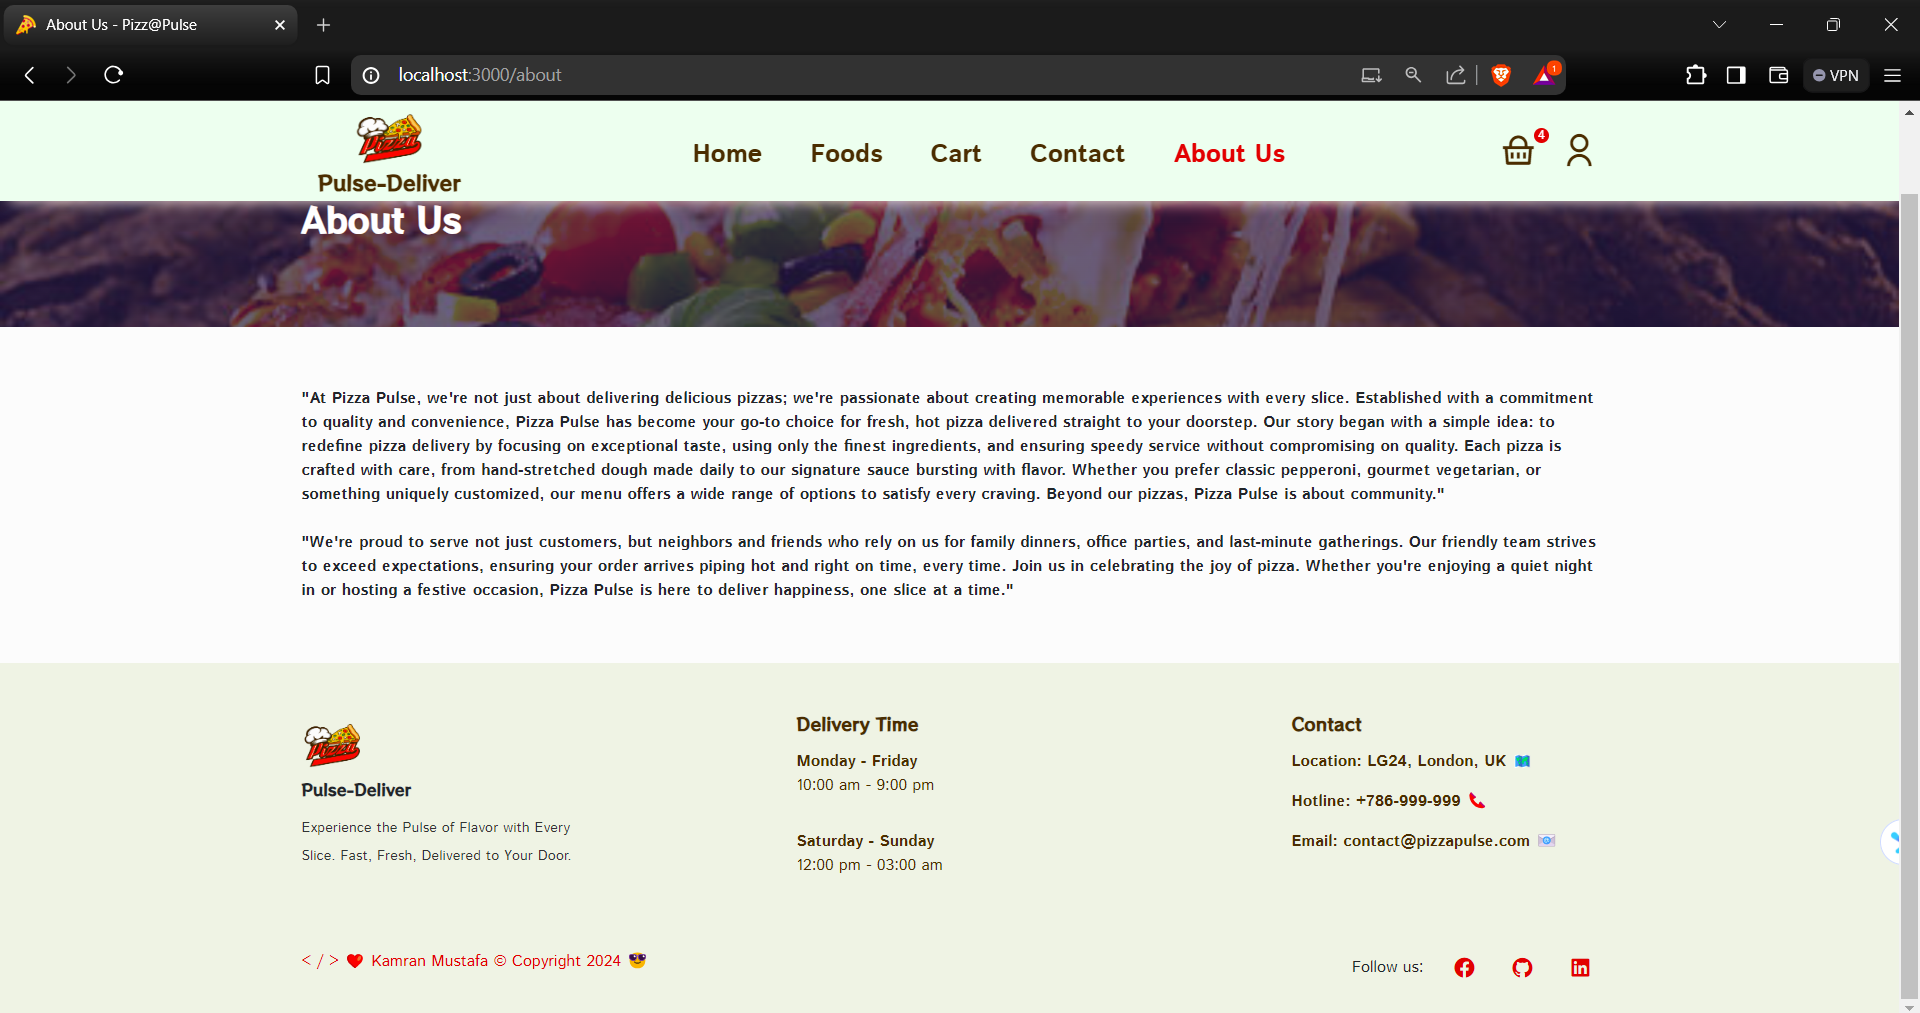 About Us - Pizz@Pulse
localhost:3000/about
1
VPN
Pizza
Pulse-Deliver
Home
Foods
Cart
Contact
About Us
4
About Us
"At Pizza Pulse, we're not just about delivering delicious pizzas; we're passionate about creating memorable experiences with every slice. Established with a commitment
to quality and convenience, Pizza Pulse has become your go-to choice for fresh, hot pizza delivered straight to your doorstep. Our story began with a simple idea: to
redefine pizza delivery by focusing on exceptional taste, using only the finest ingredients, and ensuring speedy service without compromising on quality. Each pizza is
crafted with care, from hand-stretched dough made daily to our signature sauce bursting with flavor. Whether you prefer classic pepperoni, gourmet vegetarian, or
something uniquely customized, our menu offers a wide range of options to satisfy every craving. Beyond our pizzas, Pizza Pulse is about community."
"We're proud to serve not just customers, but neighbors and friends who rely on us for family dinners, office parties, and last-minute gatherings. Our friendly team strives
to exceed expectations, ensuring your order arrives piping hot and right on time, every time. Join us in celebrating the joy of pizza. Whether you're enjoying a quiet night
in or hosting a festive occasion, Pizza Pulse is here to deliver happiness, one slice at a time."
Pizza
Pulse-Deliver
Experience the Pulse of Flavor with Every
Slice. Fast, Fresh, Delivered to Your Door.
Delivery Time
Monday - Friday
10:00 am - 9:00 pm
Saturday - Sunday
12:00 pm - 03:00 am
Contact
Location: LG24, London, UK 🗺️
Hotline: +786-999-999 📞
Email: contact@pizzapulse.com 📧
< / > ❤️ Kamran Mustafa © Copyright 2024 😎
Follow us: